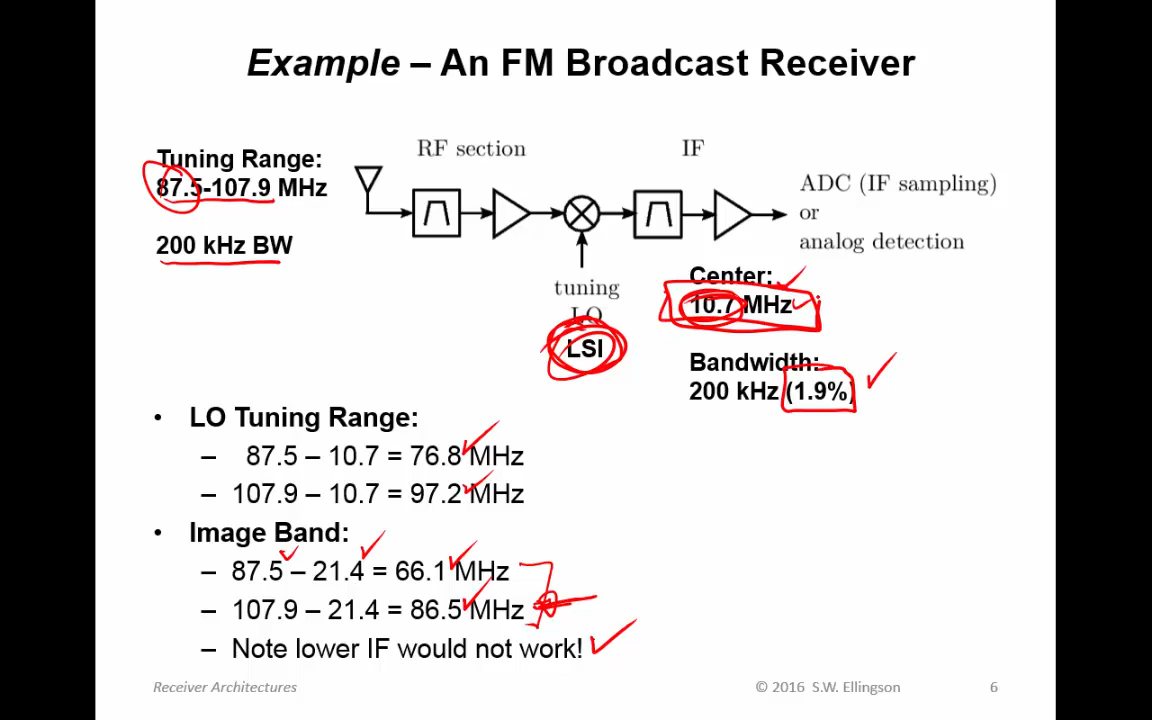 Example – An FM Broadcast Receiver
RF section
IF
Tuning Range:
87.5-107.9 MHz
200 kHz BW
ADC (IF sampling)
or
analog detection
tuning
LO
LSI
Center:
10.7 MHz
Bandwidth:
200 kHz (1.9%)
• LO Tuning Range:
– 87.5 – 10.7 = 76.8 MHz
– 107.9 – 10.7 = 97.2 MHz
• Image Band:
– 87.5 – 21.4 = 66.1 MHz
– 107.9 – 21.4 = 86.5 MHz
– Note lower IF would not work!
Receiver Architectures
© 2016 S.W. Ellingson
6